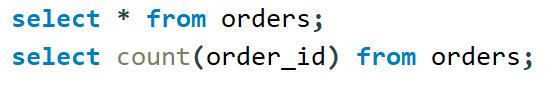 select * from orders;
select count(order_id) from orders;